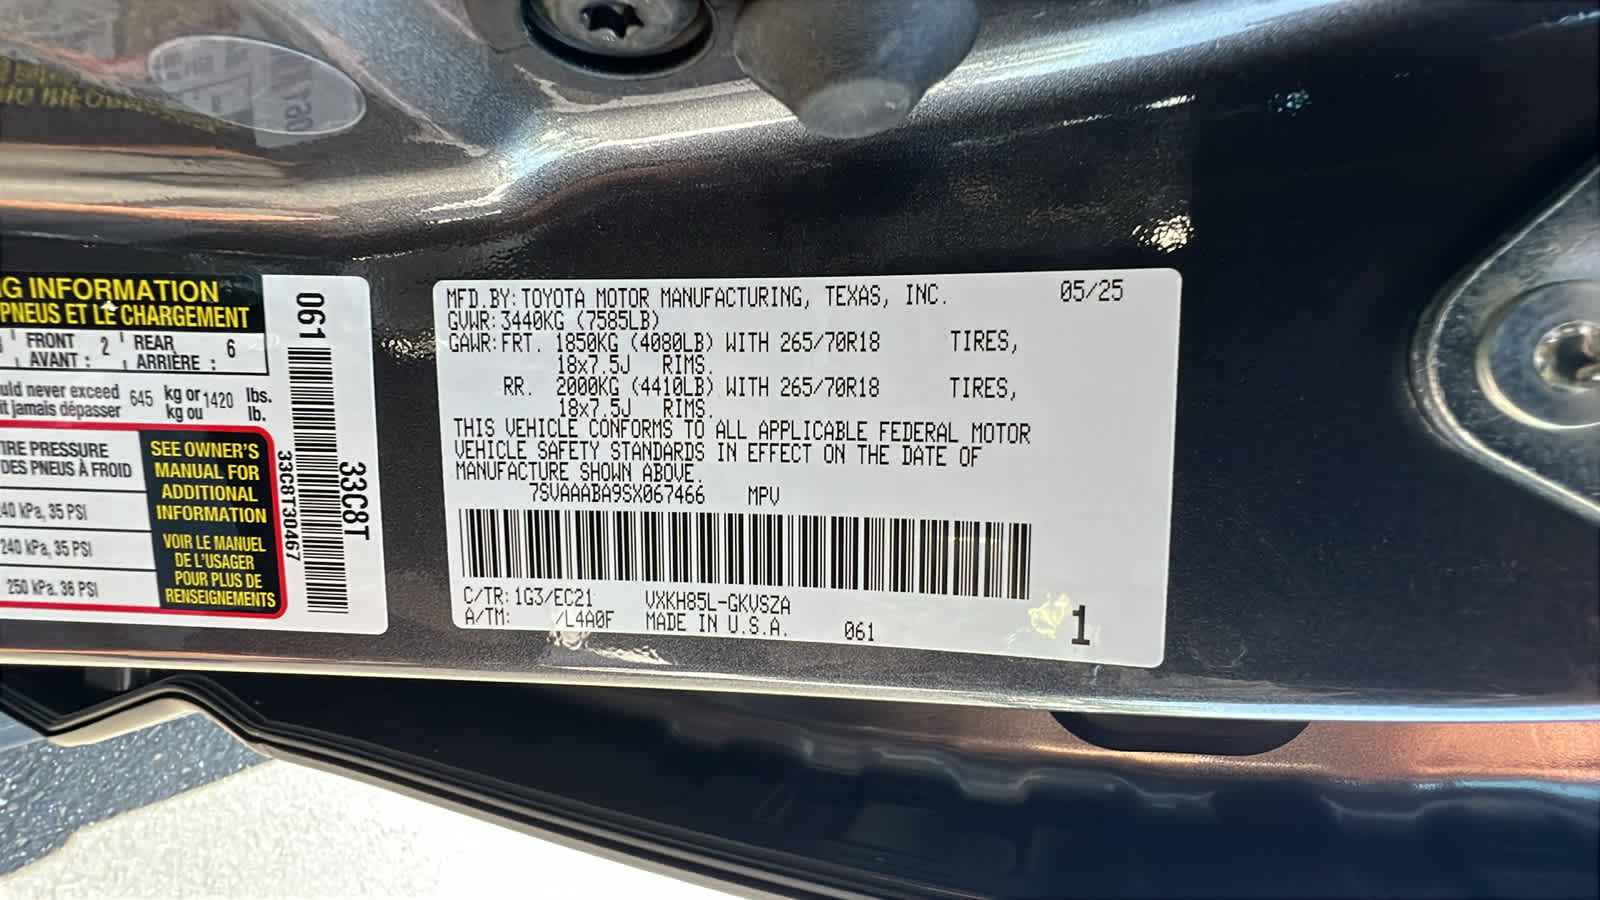 G INFORMATION
PNEUS ET LE CHARGEMENT
FRONT 2 REAR 6
AVANT : ARRIÈRE :
uld never exceed 645 kg or 1420 lbs.
it jamais dépasser kg ou lb.
TIRE PRESSURE
DES PNEUS À FROID
240 kPa, 35 PSI
240 kPa, 35 PSI
250 kPa, 36 PSI
SEE OWNER'S
MANUAL FOR
ADDITIONAL
INFORMATION
VOIR LE MANUEL
DE L'USAGER
POUR PLUS DE
RENSEIGNEMENTS
061
33C8T30467
33C8T
MFD.BY:TOYOTA MOTOR MANUFACTURING, TEXAS, INC. 05/25
GVWR:3440KG (7585LB)
GAWR:FRT. 1850KG (4080LB) WITH 265/70R18 TIRES,
18x7.5J RIMS.
RR. 2000KG (4410LB) WITH 265/70R18 TIRES,
18x7.5J RIMS.
THIS VEHICLE CONFORMS TO ALL APPLICABLE FEDERAL MOTOR
VEHICLE SAFETY STANDARDS IN EFFECT ON THE DATE OF
MANUFACTURE SHOWN ABOVE.
7SVAAABA9SX067466 MPV
C/TR:1G3/EC21 VXKH85L-GKVSZA
A/TM: /L4A0F MADE IN U.S.A. 061 1